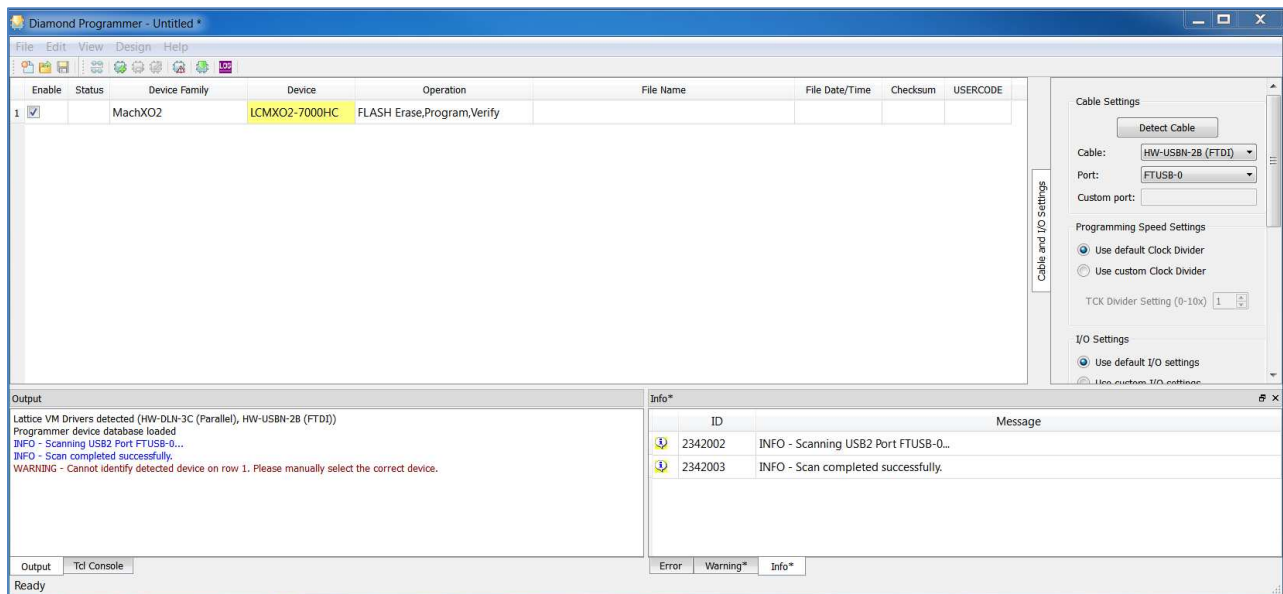 Diamond Programmer - Untitled *
File Edit View Design Help
LOG
Enable Status Device Family Device Operation File Name File Date/Time Checksum USERCODE
1 MachXO2 LCMXO2-7000HC FLASH Erase,Program,Verify
Cable and I/O Settings
Cable Settings
Detect Cable
Cable: HW-USBN-2B (FTDI)
Port: FTUSB-0
Custom port:
Programming Speed Settings
Use default Clock Divider
Use custom Clock Divider
TCK Divider Setting (0-10x) 1
I/O Settings
Use default I/O settings
Use custom I/O settings
Output
Lattice VM Drivers detected (HW-DLN-3C (Parallel), HW-USBN-2B (FTDI))
Programmer device database loaded
INFO - Scanning USB2 Port FTUSB-0...
INFO - Scan completed successfully.
WARNING - Cannot identify detected device on row 1. Please manually select the correct device.
Output Tcl Console
Info*
ID Message
2342002 INFO - Scanning USB2 Port FTUSB-0...
2342003 INFO - Scan completed successfully.
Error Warning* Info*
Ready